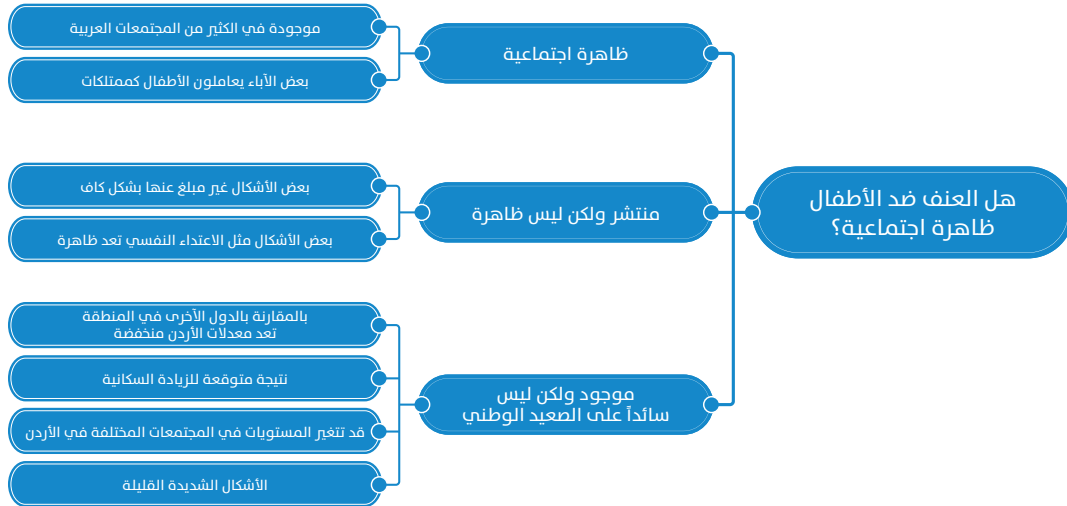 هل العنف ضد الأطفال
ظاهرة اجتماعية؟
ظاهرة اجتماعية
موجودة في الكثير من المجتمعات العربية
بعض الأباء يعاملون الأطفال كممتلكات
منتشر ولكن ليس ظاهرة
بعض الأشكال غير مبلغ عنها بشكل كاف
بعض الأشكال مثل الاعتداء النفسي تعد ظاهرة
موجود ولكن ليس
سائداً على الصعيد الوطني
بالمقارنة بالدول الأخرى في المنطقة
تعد معدلات الأردن منخفضة
نتيجة متوقعة للزيادة السكانية
قد تتغير المستويات في المجتمعات المختلفة في الأردن
الأشكال الشديدة القليلة